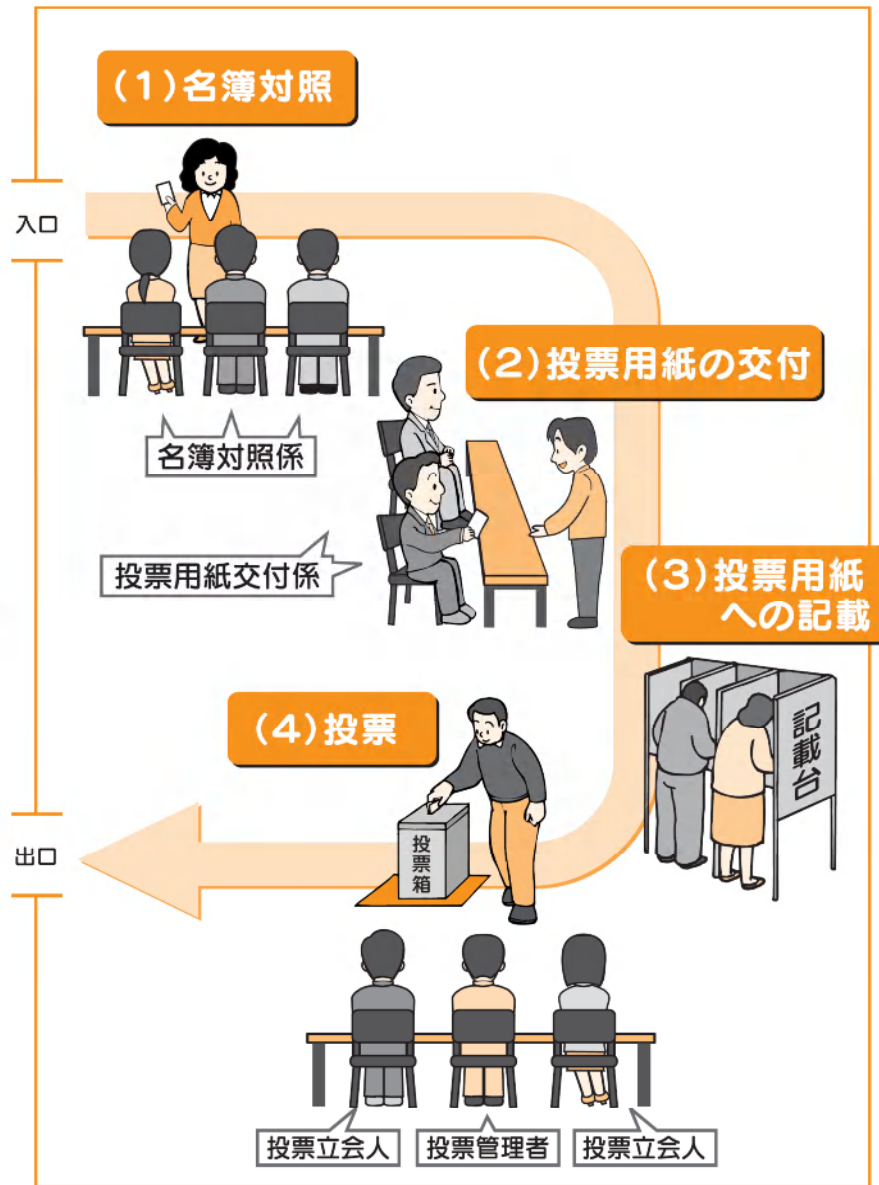 (1)名簿対照
入口
名簿対照係
(2)投票用紙の交付
投票用紙交付係
(3)投票用紙
への記載
記載台
(4)投票
投票箱
出口
投票立会人
投票管理者
投票立会人